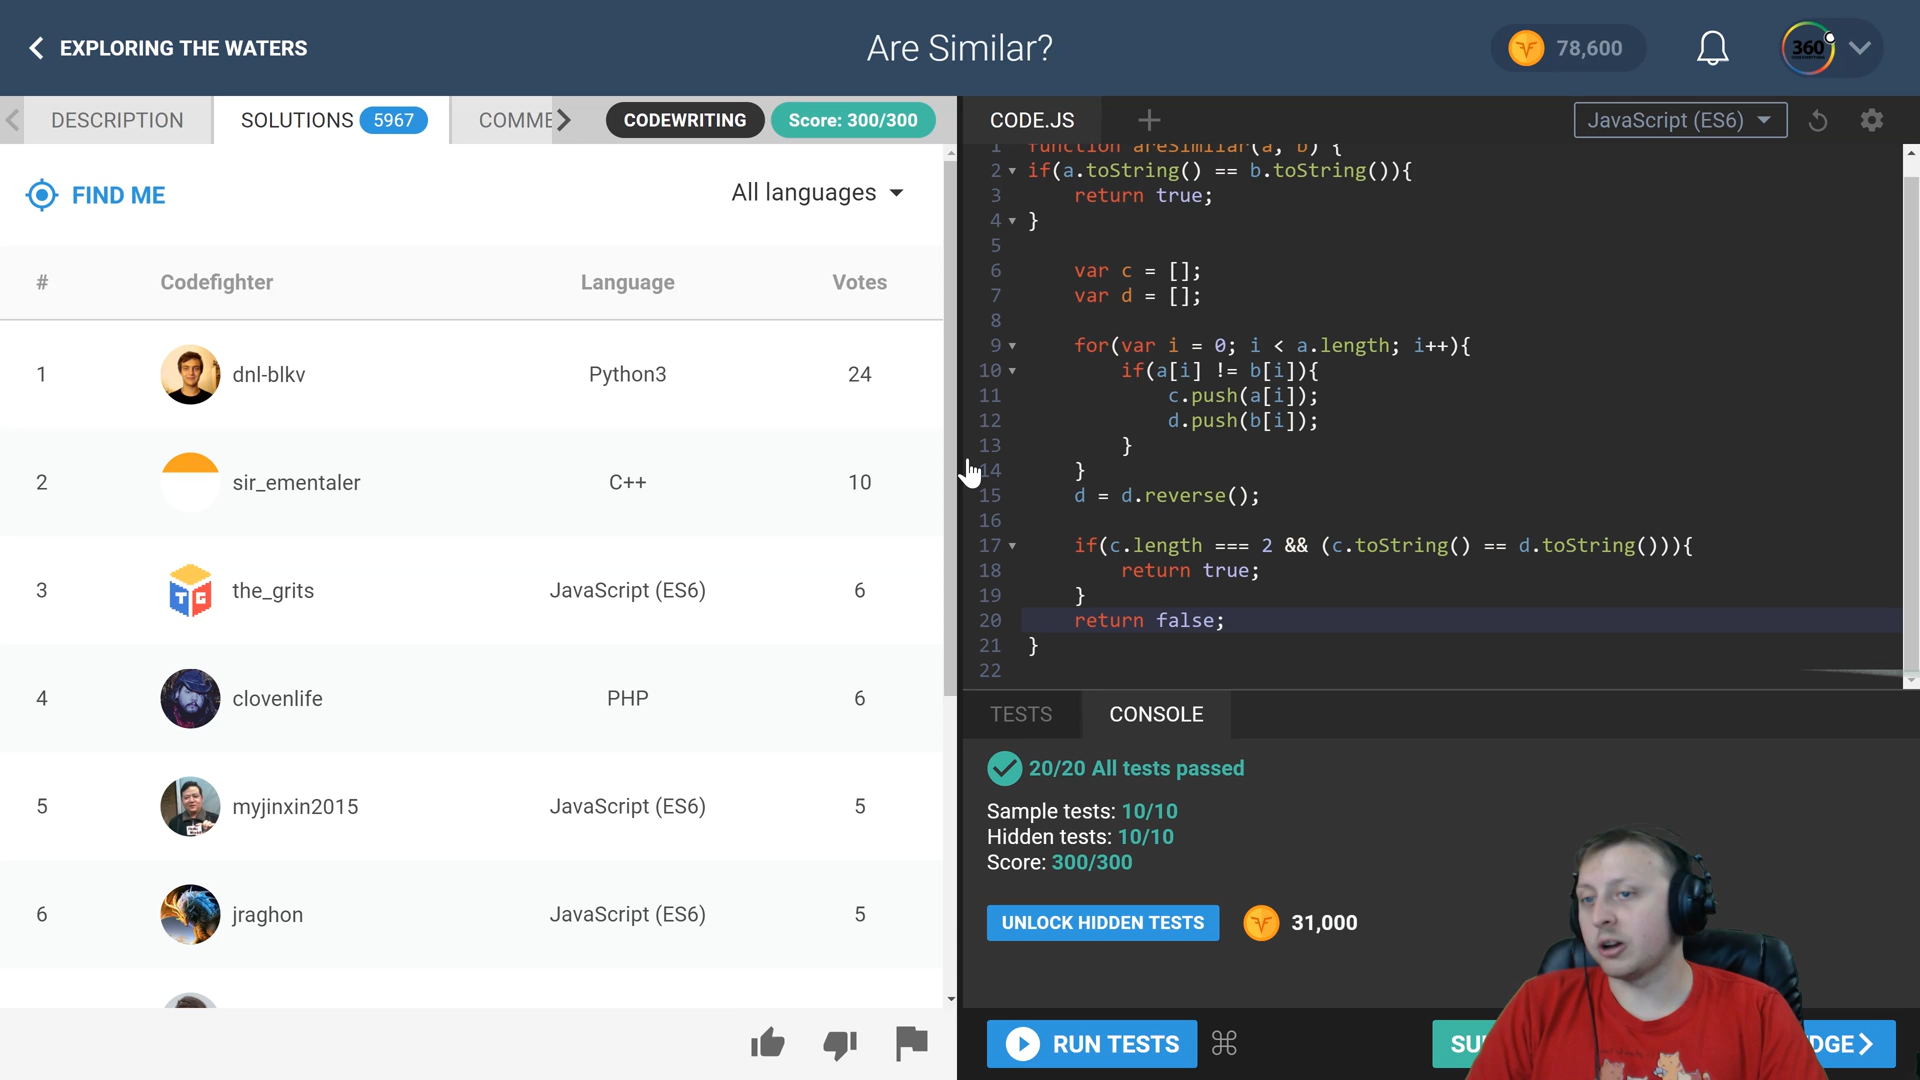 EXPLORING THE WATERS
Are Similar?
78,600
360
DESCRIPTION
SOLUTIONS 5967
COMME
CODEWRITING
Score: 300/300
FIND ME
All languages
# Codefighter Language Votes
1 dnl-blkv Python3 24
2 sir_ementaler C++ 10
3 the_grits JavaScript (ES6) 6
4 clovenlife PHP 6
5 myjinxin2015 JavaScript (ES6) 5
6 jraghon JavaScript (ES6) 5
CODE.JS
JavaScript (ES6)
1 function areSimilar(a, b) {
2 if(a.toString() == b.toString()){
3 return true;
4 }
5
6 var c = [];
7 var d = [];
8
9 for(var i = 0; i < a.length; i++){
10 if(a[i] != b[i]){
11 c.push(a[i]);
12 d.push(b[i]);
13 }
14 }
15 d = d.reverse();
16
17 if(c.length === 2 && (c.toString() == d.toString())){
18 return true;
19 }
20 return false;
21 }
22
TESTS
CONSOLE
20/20 All tests passed
Sample tests: 10/10
Hidden tests: 10/10
Score: 300/300
UNLOCK HIDDEN TESTS
31,000
RUN TESTS
SU
DGE